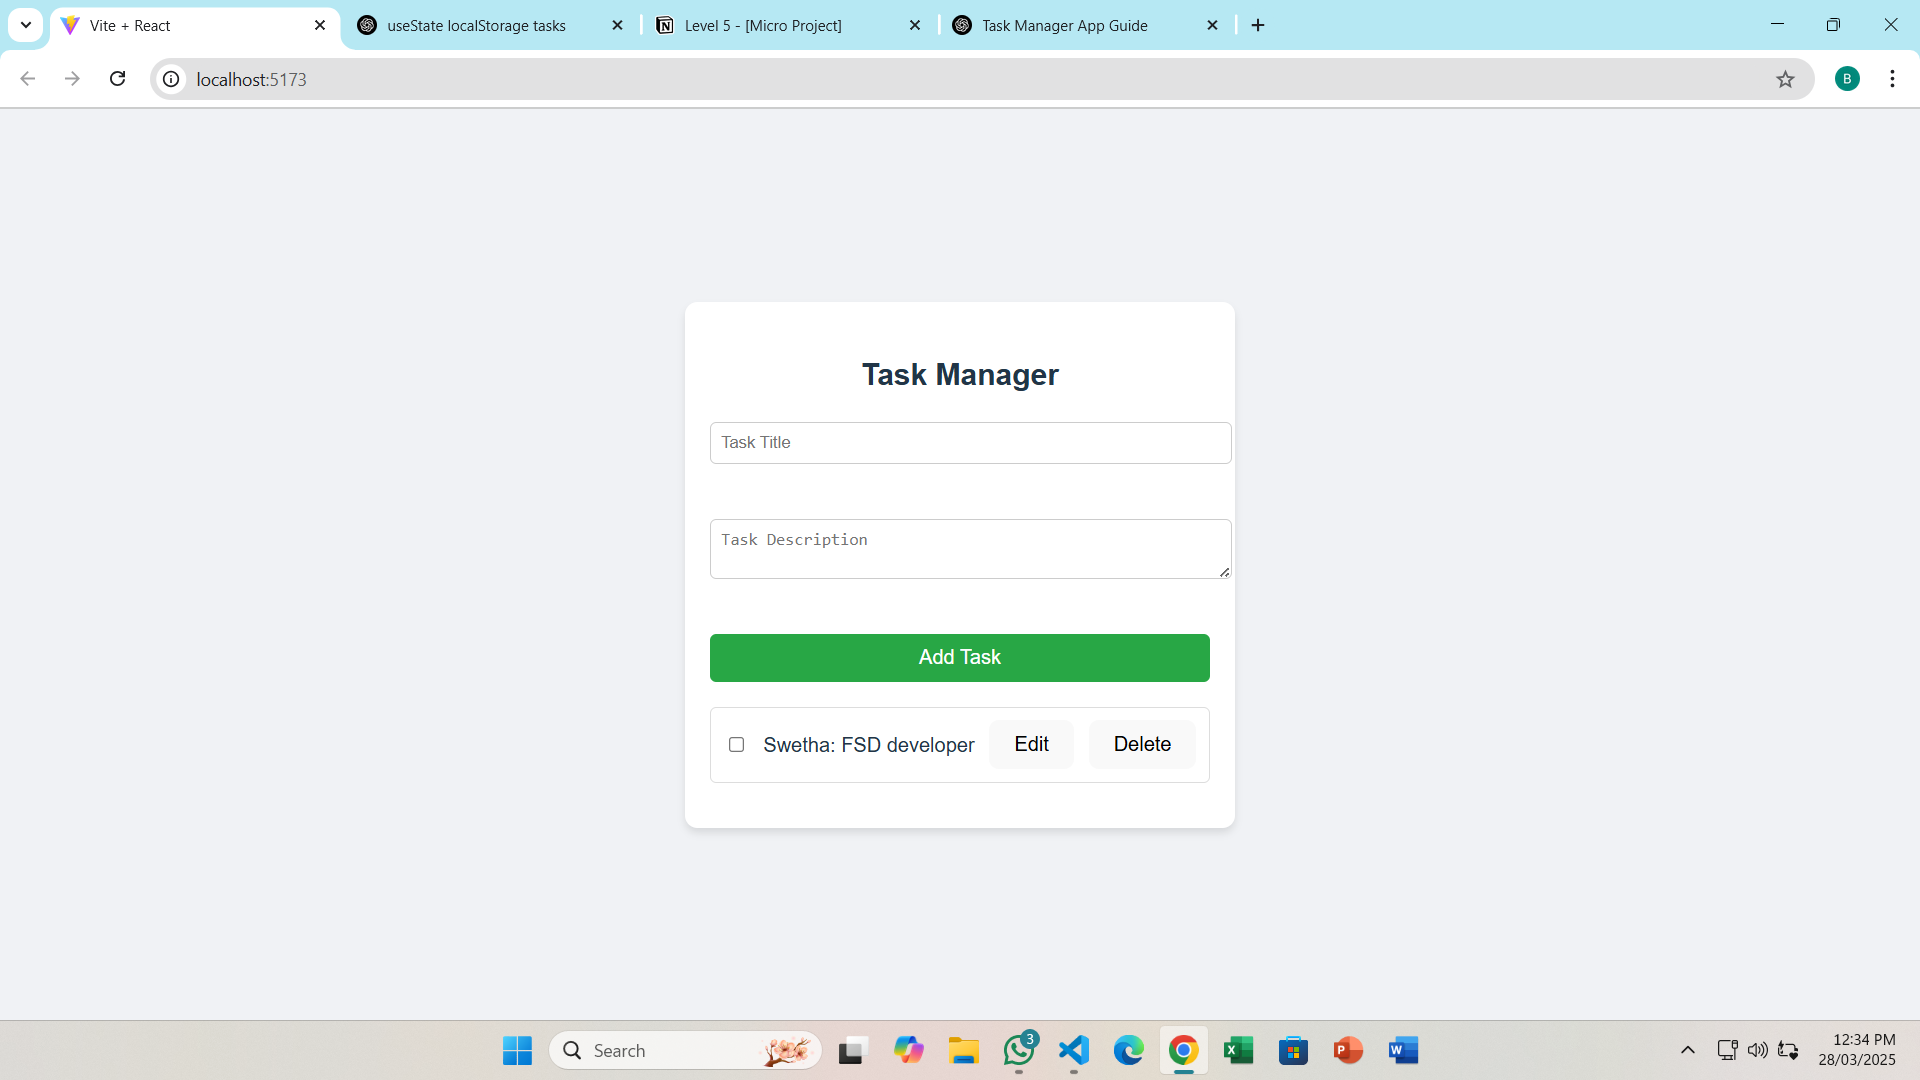 Vite + React
useState localStorage tasks
Level 5 - [Micro Project]
Task Manager App Guide
localhost:5173
B
Task Manager
Task Title
Task Description
Add Task
Swetha: FSD developer
Edit
Delete
Search
3
12:34 PM
28/03/2025